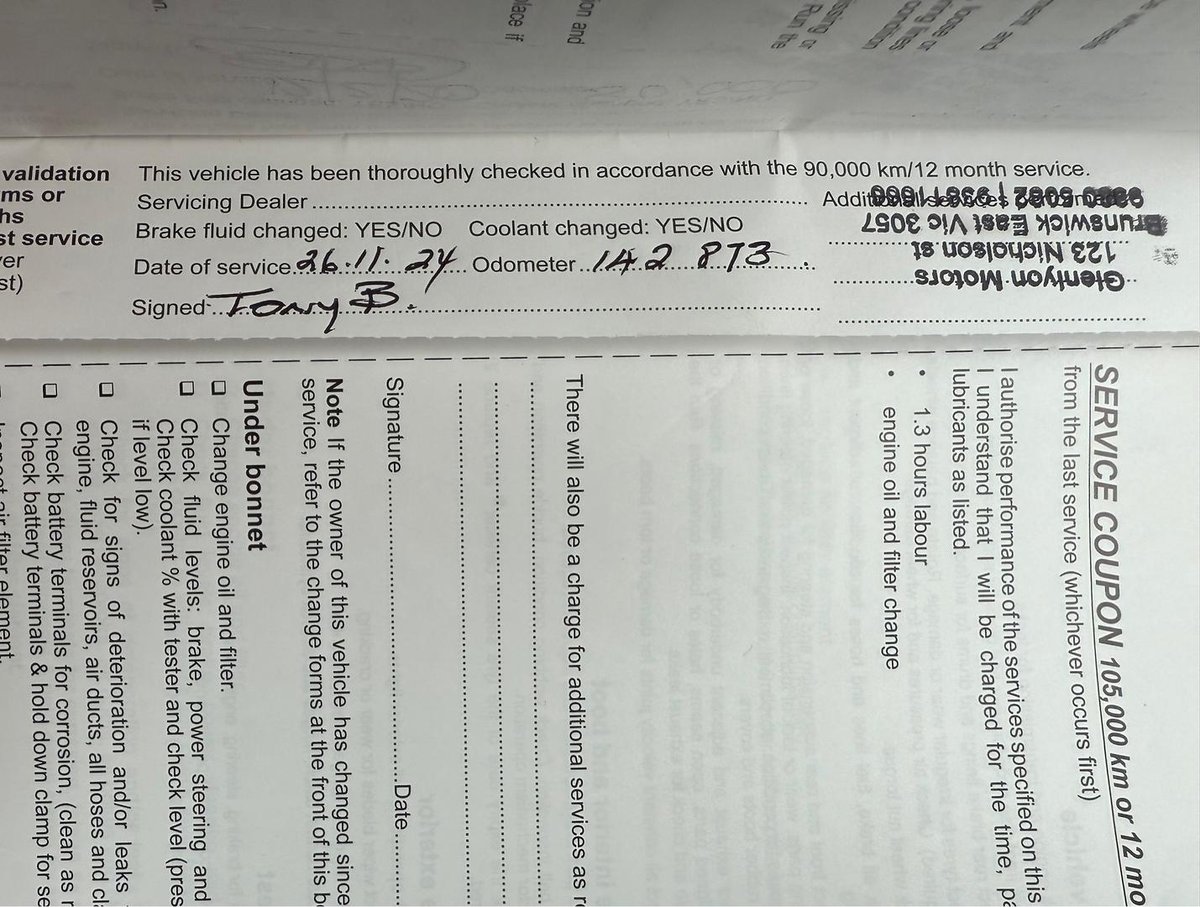 validation
ms or
hs
st service
er
st)
This vehicle has been thoroughly checked in accordance with the 90,000 km/12 month service.
Servicing Dealer
Brake fluid changed: YES/NO Coolant changed: YES/NO
Date of service 26.11.24 Odometer 142 873
Signed Tony B.
Glenlyon Motors
123 Nicholson st
Brunswick East Vic 3057
SERVICE COUPON 105,000 km or 12 mo
from the last service (whichever occurs first)
I authorise performance of the services specified on this
I understand that I will be charged for the time, pa
lubricants as listed.
• 1.3 hours labour
• engine oil and filter change
There will also be a charge for additional services as r
Signature Date
Note If the owner of this vehicle has changed since
service, refer to the change forms at the front of this b
Under bonnet
❑ Change engine oil and filter.
❑ Check fluid levels: brake, power steering and
Check coolant % with tester and check level (pres
if level low).
❑ Check for signs of deterioration and/or leaks
engine, fluid reservoirs, air ducts, all hoses and cl
❑ Check battery terminals for corrosion, (clean as r
Check battery terminals & hold down clamp for se
air filter element.
ion and
lace if